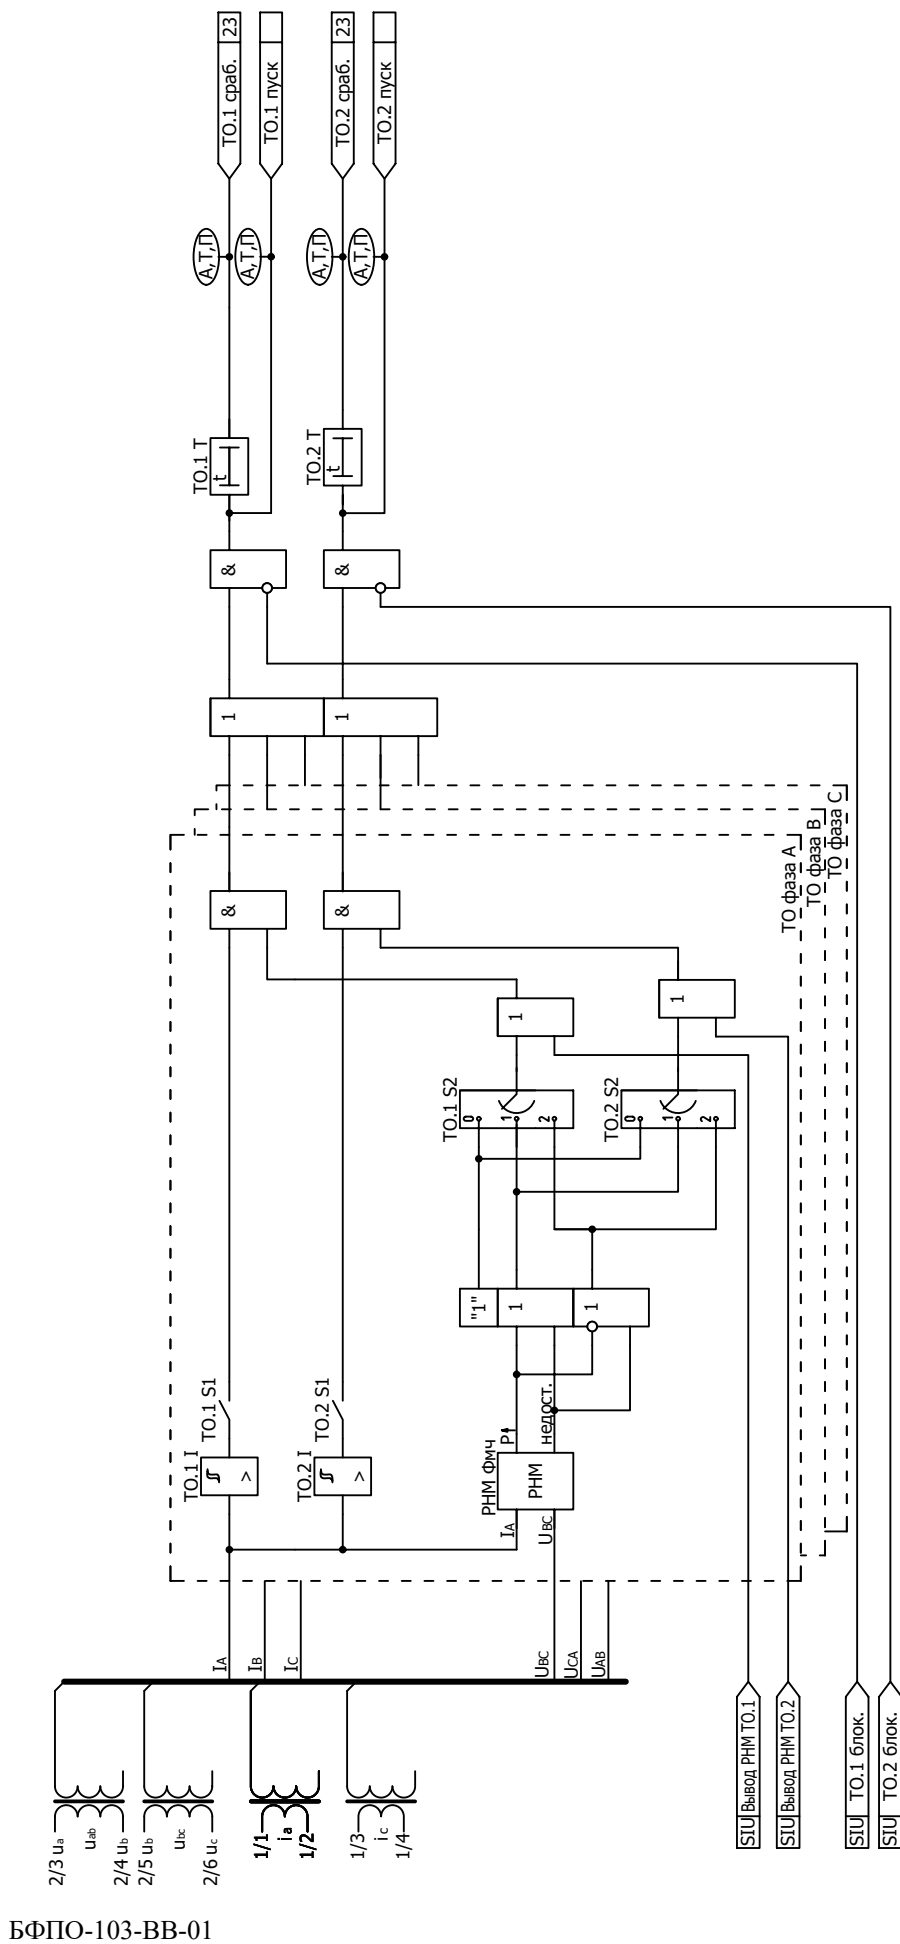 ТО.1 сраб. 23
ТО.1 пуск
ТО.2 сраб. 23
ТО.2 пуск
А,Т,П
А,Т,П
А,Т,П
А,Т,П
ТО.1 Т
t
ТО.2 Т
t
&
&
1
1
ТО фаза С
ТО фаза В
ТО фаза А
&
&
1
1
ТО.1 S2
0
1
2
ТО.2 S2
0
1
2
"1"
1
1
ТО.1 S1
ТО.2 S1
ТО.1 I
>
ТО.2 I
>
РНМ Фмч
РНМ
P
недост.
IA
UBC
IA
IB
IC
UBC
UCA
UAB
2/3 ua
uab
2/4 ub
2/5 ub
ubc
2/6 uc
1/1
ia
1/2
1/3
ic
1/4
SIU Вывод РНМ ТО.1
SIU Вывод РНМ ТО.2
SIU ТО.1 блок.
SIU ТО.2 блок.
БФПО-103-ВВ-01